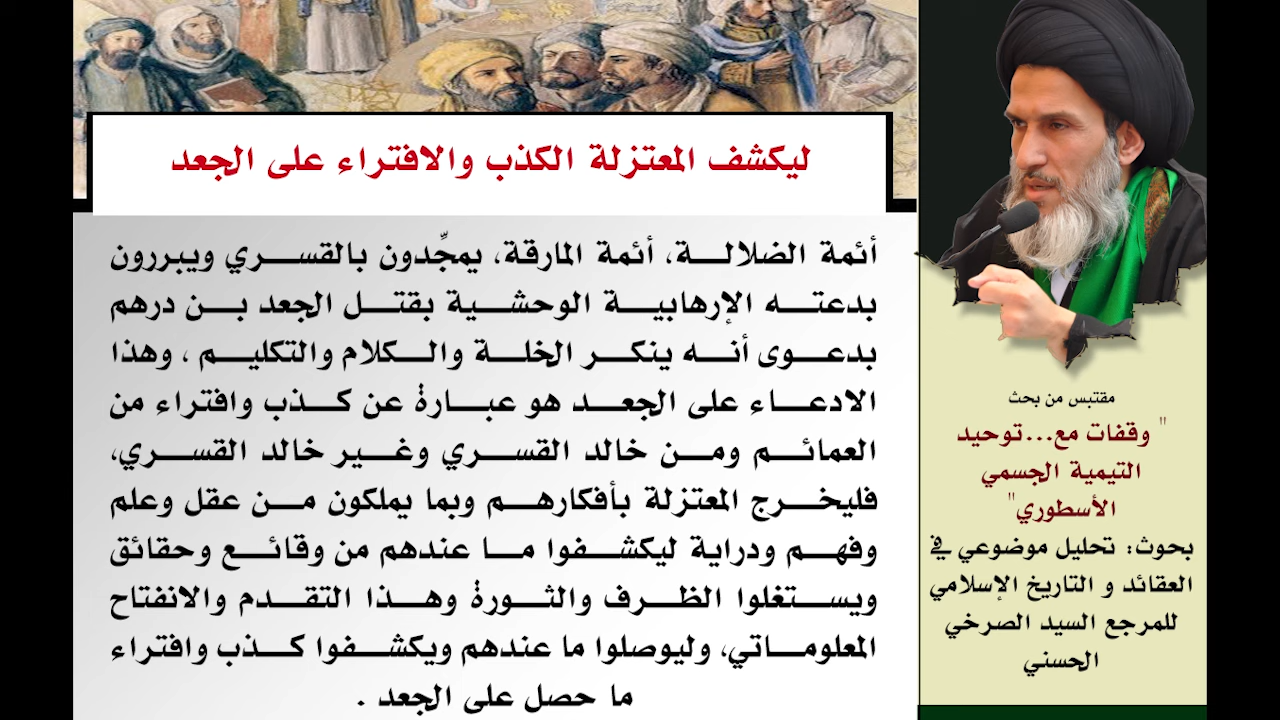 ليكشف المعتزلة الكذب والافتراء على الجعد
أئمة الضلالة، أئمة المارقة، يمجِّدون بالقسري ويبررون
بدعته الإرهابية الوحشية بقتل الجعد بن درهم
بدعوى أنه ينكر الخلة والكلام والتكليم ، وهذا
الادعاء على الجعد هو عبارة عن كذب وافتراء من
العمائم ومن خالد القسري وغير خالد القسري،
فليخرج المعتزلة بأفكارهم وبما يملكون من عقل وعلم
وفهم ودراية ليكشفوا ما عندهم من وقائع وحقائق
ويستغلوا الظرف والثورة وهذا التقدم والانفتاح
المعلوماتي، وليوصلوا ما عندهم ويكشفوا كذب وافتراء
ما حصل على الجعد .
مقتبس من بحث
" وقفات مع...توحيد
التيمية الجسمي
الأسطوري"
بحوث: تحليل موضوعي في
العقائد و التاريخ الإسلامي
للمرجع السيد الصرخي
الحسني